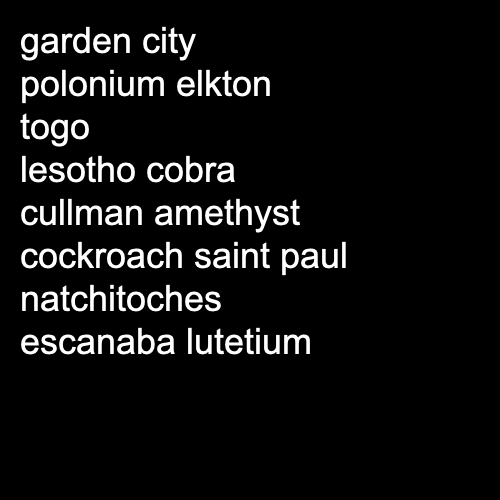 garden city
polonium elkton
togo
lesotho cobra
cullman amethyst
cockroach saint paul
natchitoches
escanaba lutetium